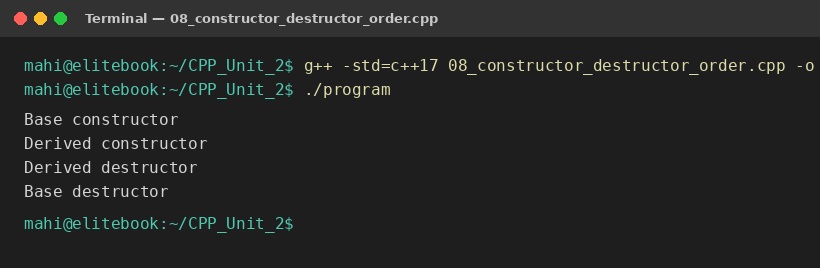 Terminal — 08_constructor_destructor_order.cpp
mahi@elitebook:~/CPP_Unit_2$ g++ -std=c++17 08_constructor_destructor_order.cpp -o
mahi@elitebook:~/CPP_Unit_2$ ./program
Base constructor
Derived constructor
Derived destructor
Base destructor
mahi@elitebook:~/CPP_Unit_2$